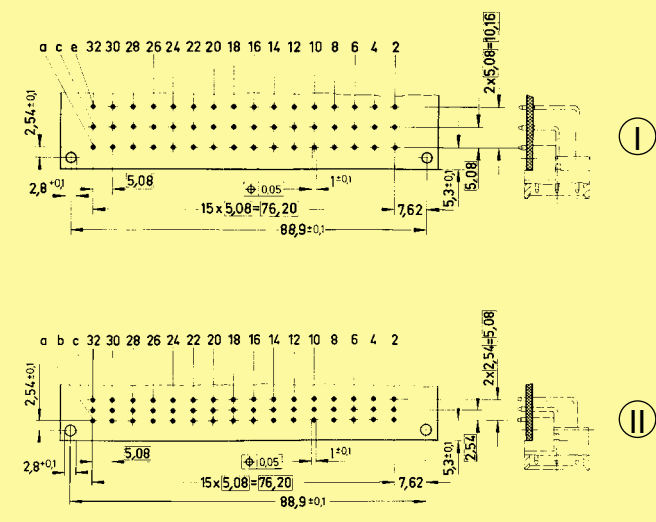 a c e 32 30 28 26 24 22 20 18 16 14 12 10 8 6 4 2
2x5,08=10,16
2,54±0,1
I
2,8+0,1
5,08
⌖ 0,05
1±0,1
5,3±0,1
5,08
15x5,08=76,20
7,62
88,9±0,1
a b c 32 30 28 26 24 22 20 18 16 14 12 10 8 6 4 2
2x2,54=5,08
2,54±0,1
II
2,8+0,1
5,08
⌖ 0,05
1±0,1
5,3±0,1
2,54
15x5,08=76,20
7,62
88,9±0,1